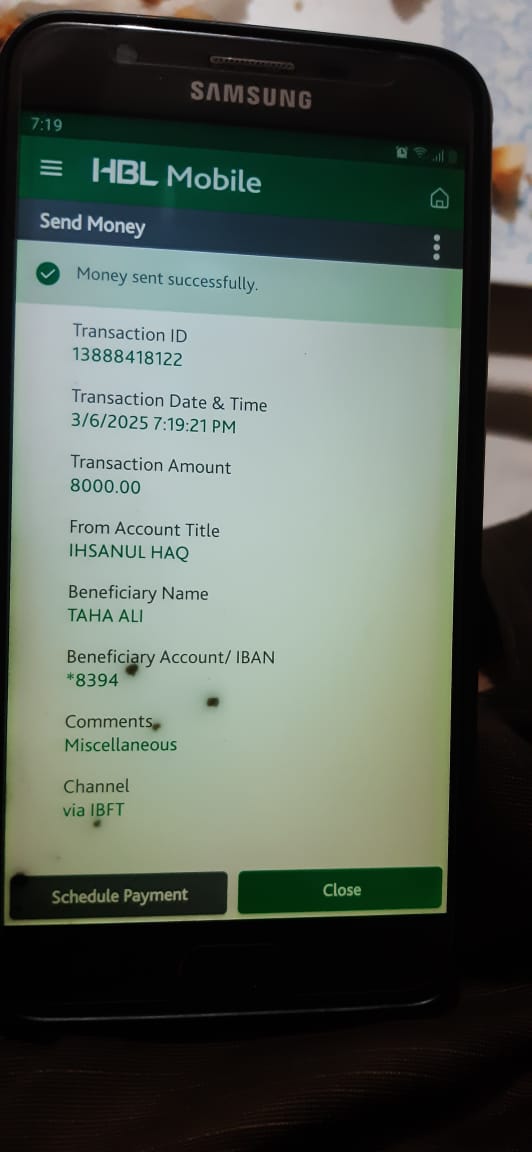 SAMSUNG
7:19
HBL Mobile
Send Money
Money sent successfully.
Transaction ID
13888418122
Transaction Date & Time
3/6/2025 7:19:21 PM
Transaction Amount
8000.00
From Account Title
IHSANUL HAQ
Beneficiary Name
TAHA ALI
Beneficiary Account/ IBAN
*8394
Comments
Miscellaneous
Channel
via IBFT
Schedule Payment
Close